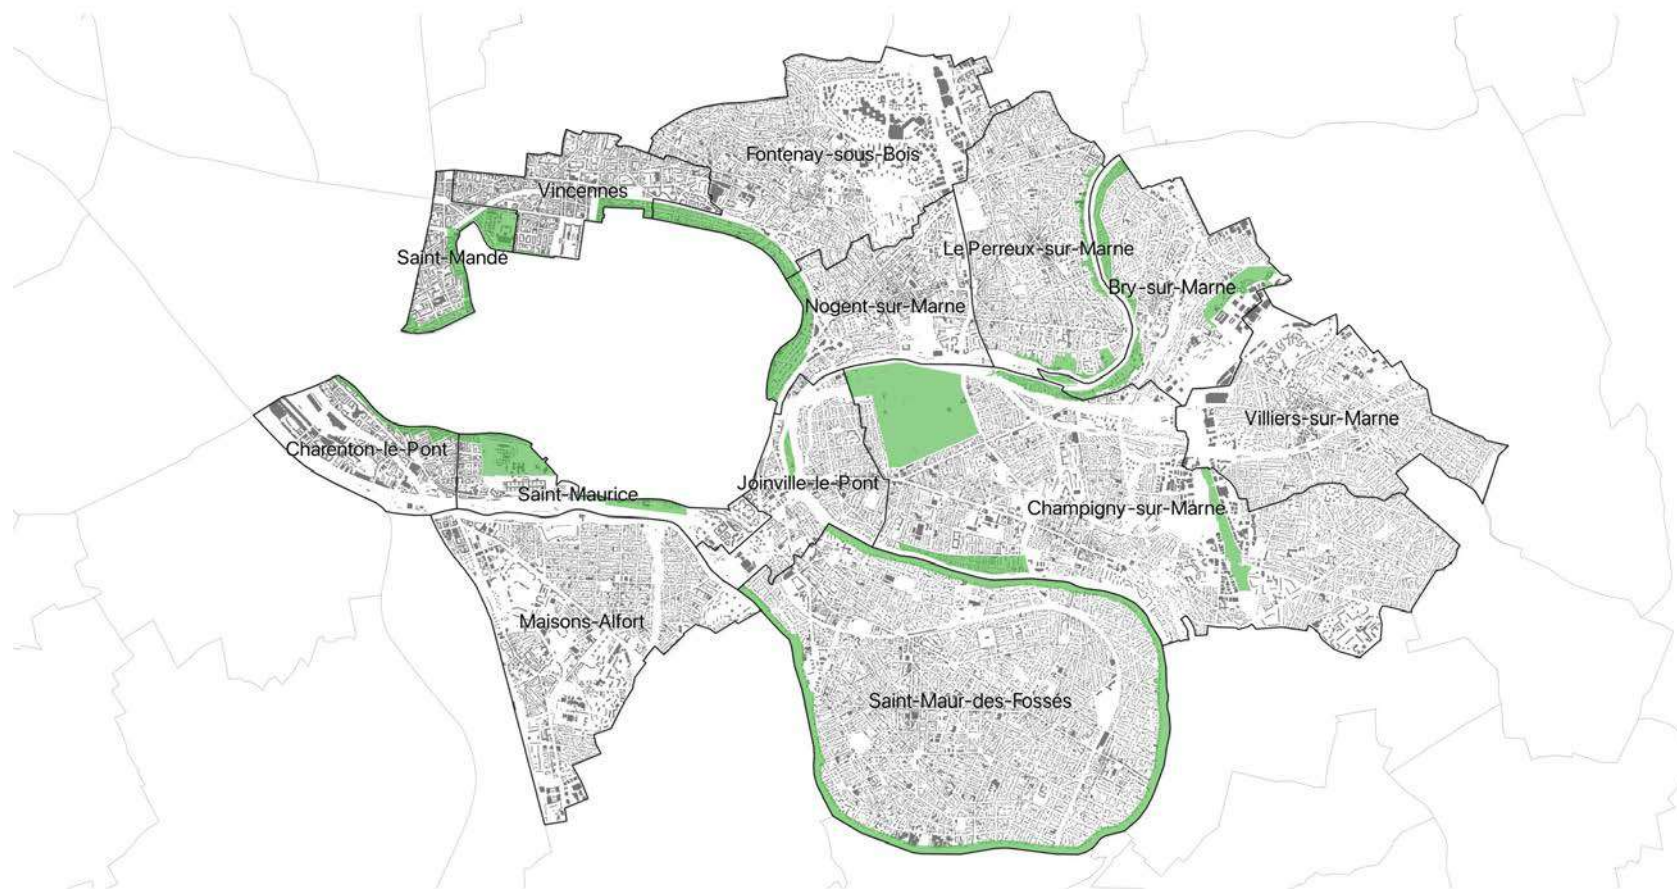 Fontenay-sous-Bois
Vincennes
Le Perreux-sur-Marne
Saint-Mandé
Bry-sur-Marne
Nogent-sur-Marne
Villiers-sur-Marne
Charenton-le-Pont
Joinville-le-Pont
Saint-Maurice
Champigny-sur-Marne
Maisons-Alfort
Saint-Maur-des-Fossés